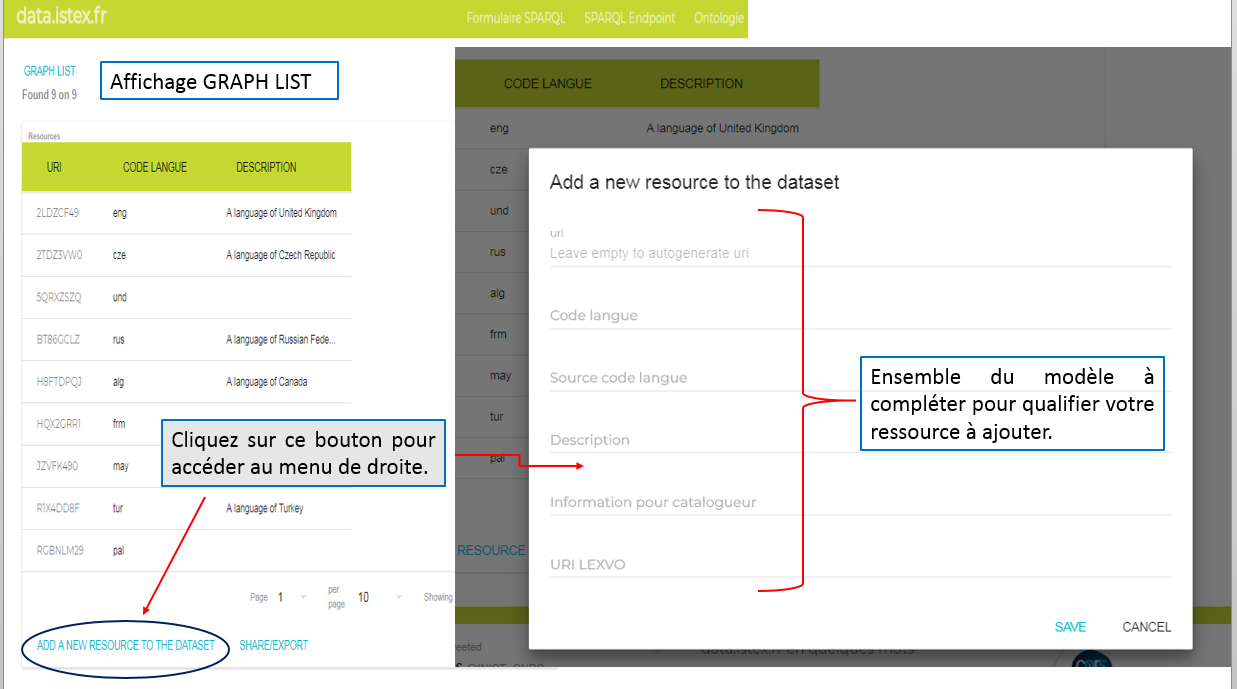 data.istex.fr
Formulaire SPARQL SPARQL Endpoint Ontologie
GRAPH LIST
Found 9 on 9
Affichage GRAPH LIST
Resources
URI CODE LANGUE DESCRIPTION
2LDZCF49 eng A language of United Kingdom
2TDZ3VW0 cze A language of Czech Republic
5QRXZSZQ und
BT86GCLZ rus A language of Russian Fede...
H8FTDPQJ alg A language of Canada
HQX2GRR1 frm
JZVFK490 may
R1X4DD8F tur A language of Turkey
RGBNLM29 pal
Cliquez sur ce bouton pour
accéder au menu de droite.
Page 1 per page 10 Showing
ADD A NEW RESOURCE TO THE DATASET SHARE/EXPORT
CODE LANGUE DESCRIPTION
eng A language of United Kingdom
cze
und
rus
alg
frm
may
tur
pal
RESOURCE
Add a new resource to the dataset
uri
Leave empty to autogenerate uri
Code langue
Source code langue
Description
Information pour catalogueur
URI LEXVO
SAVE CANCEL
Ensemble du modèle à
compléter pour qualifier votre
ressource à ajouter.
data.istex.fr en quelques mots